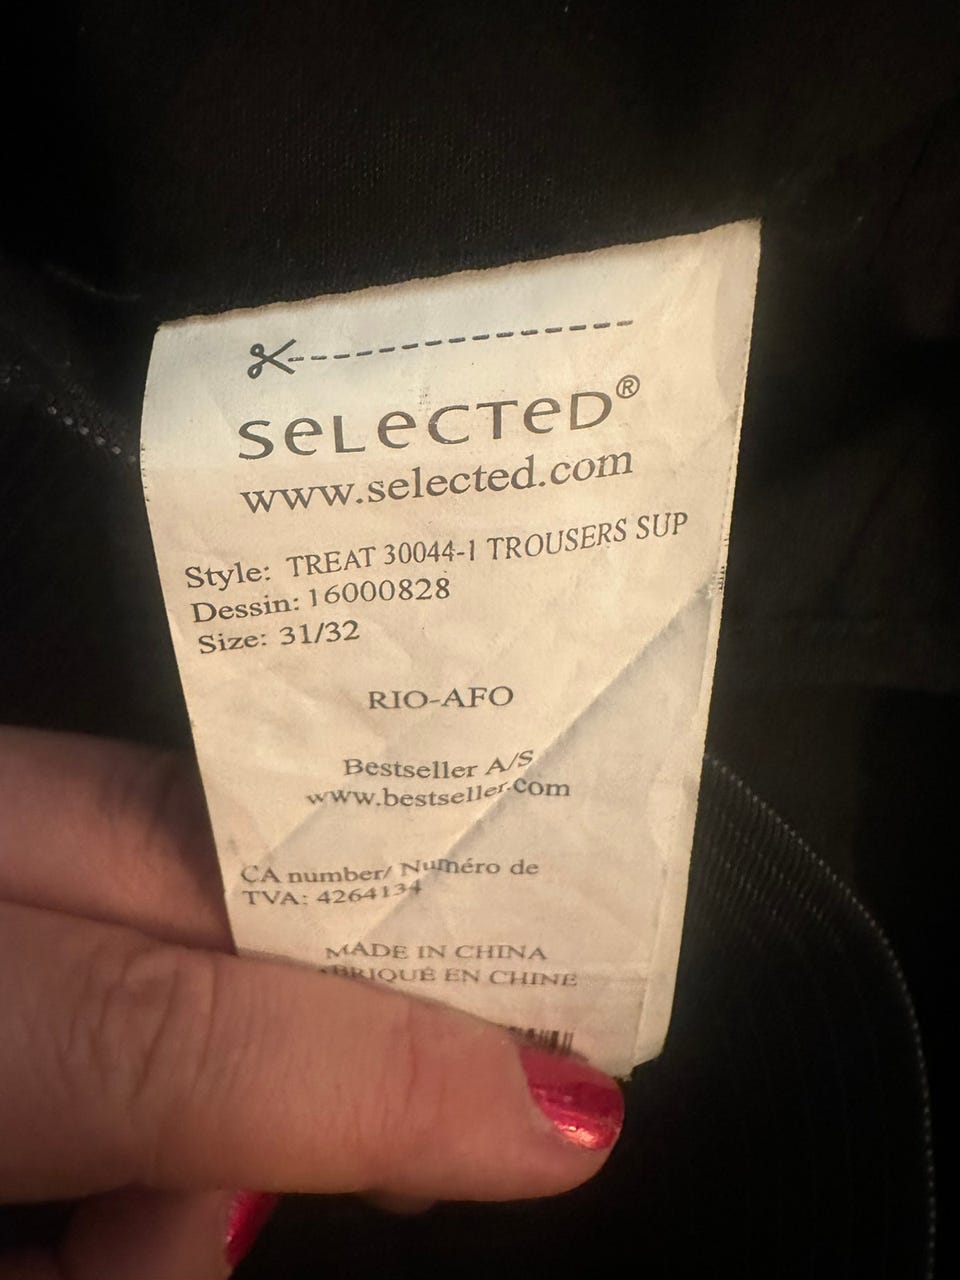 SELECTED®
www.selected.com
Style: TREAT 30044-1 TROUSERS SUP
Dessin: 16000828
Size: 31/32
RIO-AFO
Bestseller A/S
www.bestseller.com
CA number/ Numéro de
TVA: 4264134
MADE IN CHINA
EN CHINE